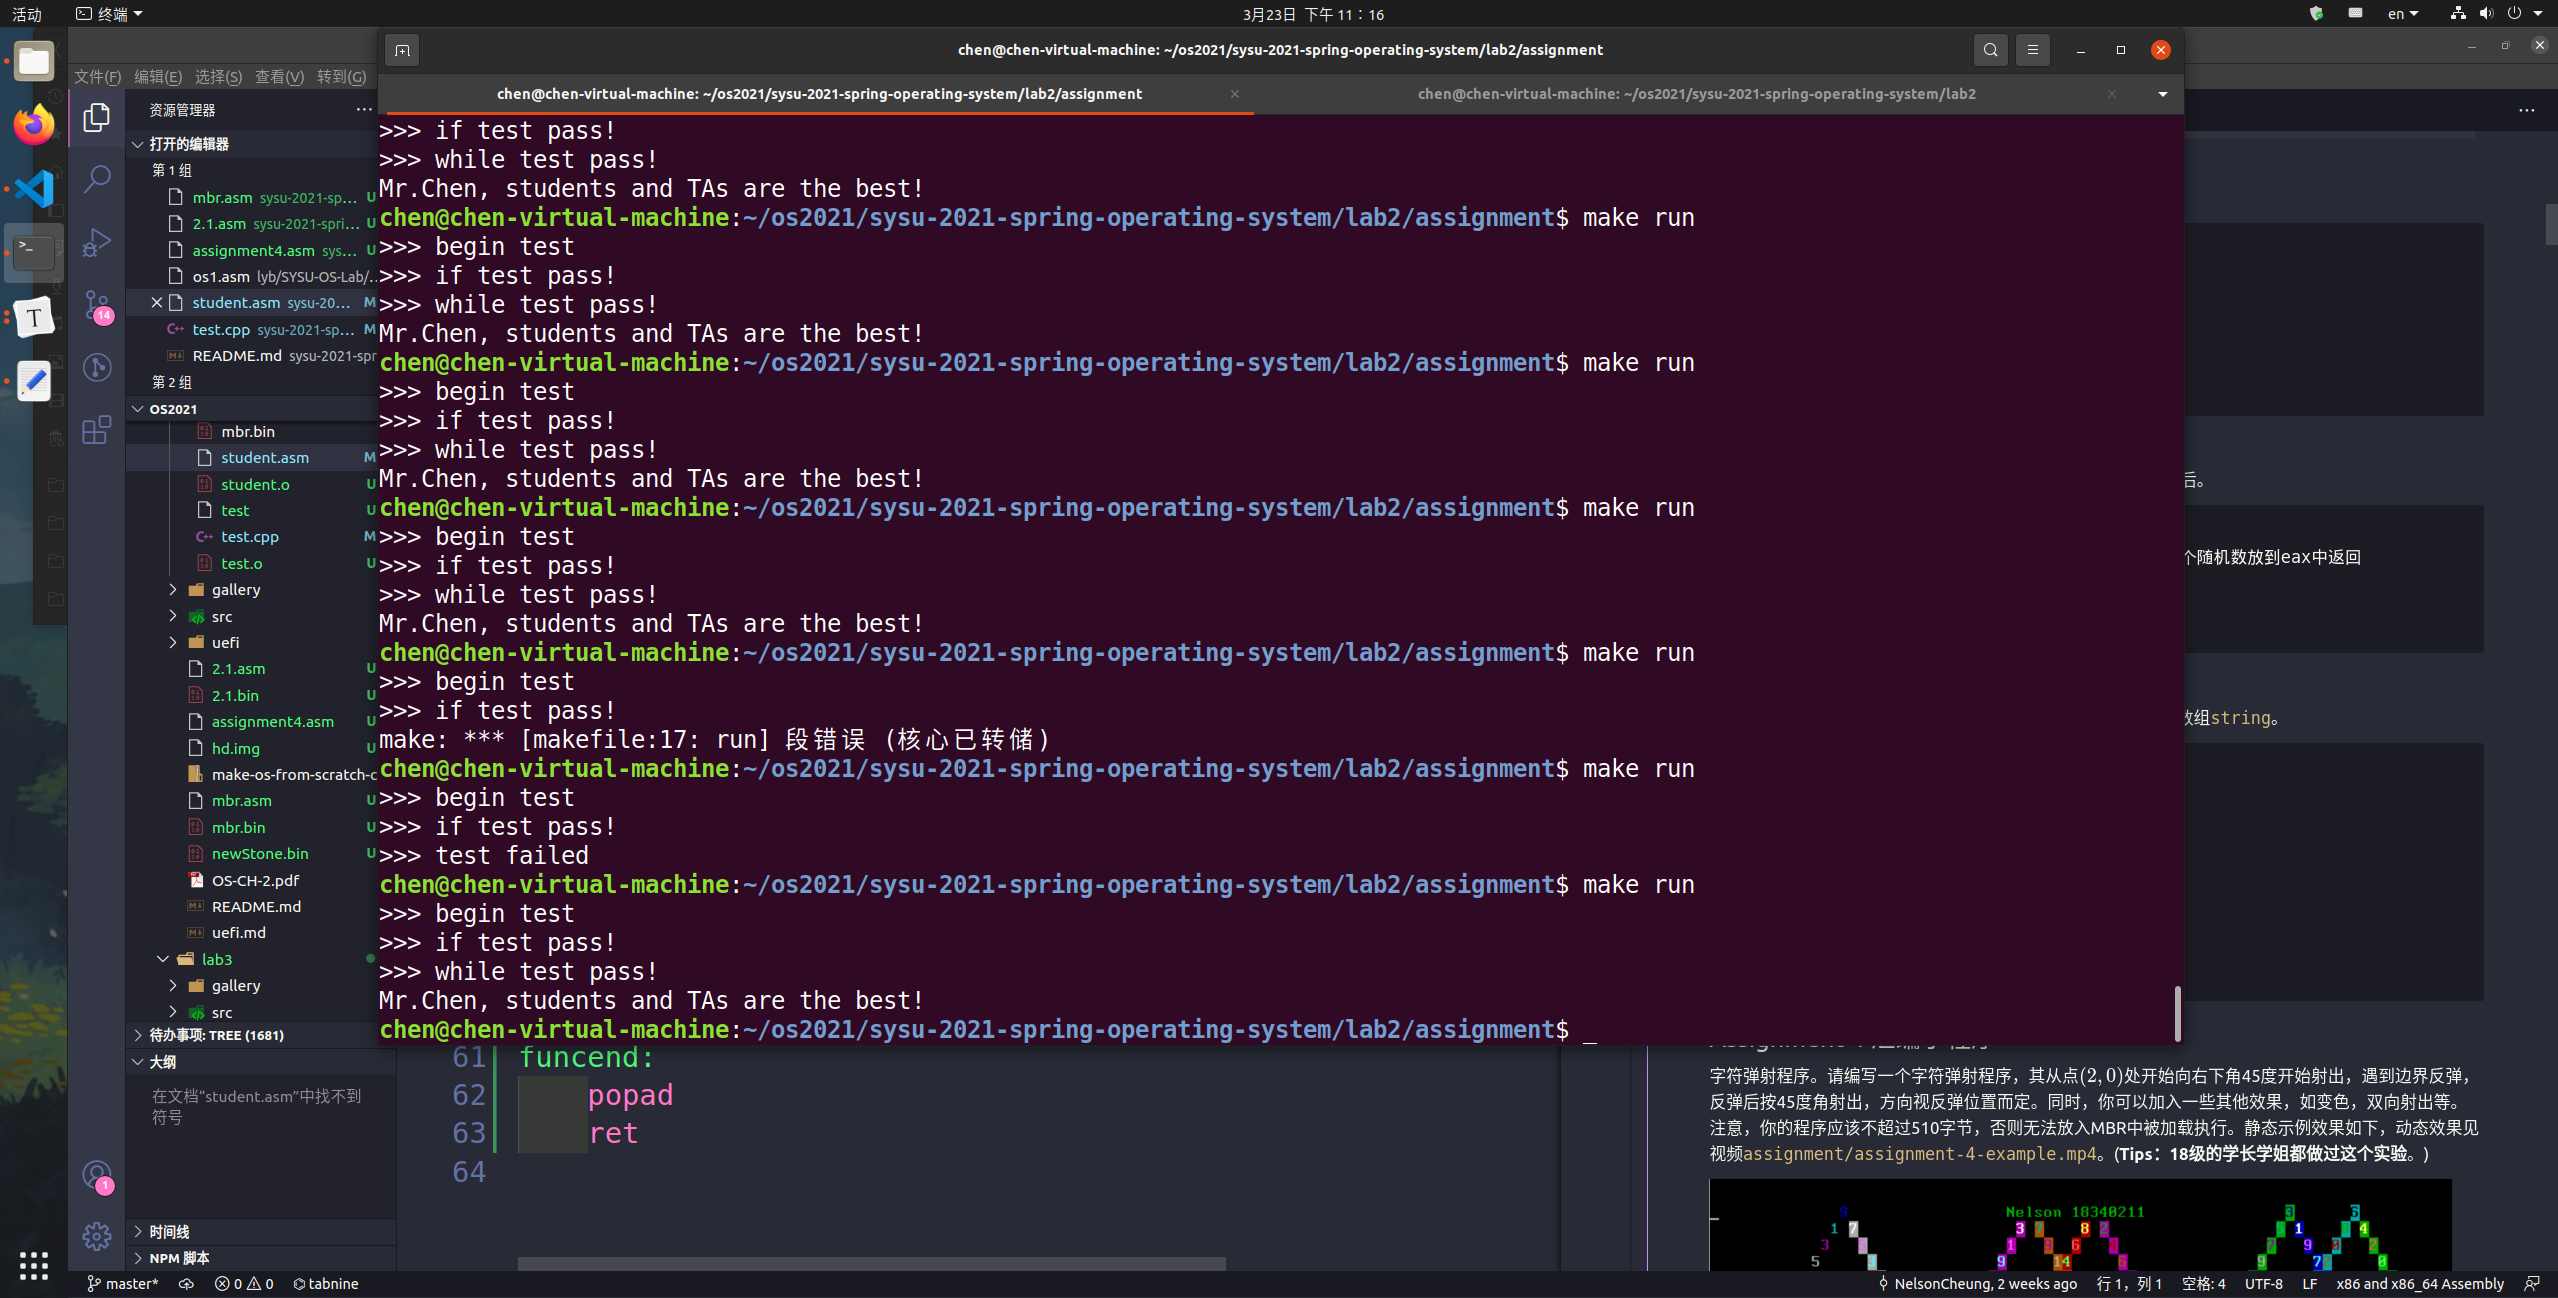 活动
终端
3月23日 下午 11：16
en
chen@chen-virtual-machine: ~/os2021/sysu-2021-spring-operating-system/lab2/assignment
文件(F) 编辑(E) 选择(S) 查看(V) 转到(G)
chen@chen-virtual-machine: ~/os2021/sysu-2021-spring-operating-system/lab2/assignment
chen@chen-virtual-machine: ~/os2021/sysu-2021-spring-operating-system/lab2
资源管理器
打开的编辑器
第 1 组
mbr.asm sysu-2021-sp... U
2.1.asm sysu-2021-spri... U
assignment4.asm sys... U
os1.asm lyb/SYSU-OS-Lab/...
student.asm sysu-20... M
test.cpp sysu-2021-sp... M
README.md sysu-2021-spr
第 2 组
OS2021
mbr.bin
student.asm M
student.o U
test U
test.cpp M
test.o U
gallery
src
uefi
2.1.asm U
2.1.bin U
assignment4.asm U
hd.img U
make-os-from-scratch-c
mbr.asm U
mbr.bin U
newStone.bin U
OS-CH-2.pdf
README.md
uefi.md
lab3
gallery
src
待办事项: TREE (1681)
大纲
在文档“student.asm”中找不到
符号
时间线
NPM 脚本
14
1
>>> if test pass!
>>> while test pass!
Mr.Chen, students and TAs are the best!
chen@chen-virtual-machine:~/os2021/sysu-2021-spring-operating-system/lab2/assignment$ make run
>>> begin test
>>> if test pass!
>>> while test pass!
Mr.Chen, students and TAs are the best!
chen@chen-virtual-machine:~/os2021/sysu-2021-spring-operating-system/lab2/assignment$ make run
>>> begin test
>>> if test pass!
>>> while test pass!
Mr.Chen, students and TAs are the best!
chen@chen-virtual-machine:~/os2021/sysu-2021-spring-operating-system/lab2/assignment$ make run
>>> begin test
>>> if test pass!
>>> while test pass!
Mr.Chen, students and TAs are the best!
chen@chen-virtual-machine:~/os2021/sysu-2021-spring-operating-system/lab2/assignment$ make run
>>> begin test
>>> if test pass!
make: *** [makefile:17: run] 段错误 (核心已转储)
chen@chen-virtual-machine:~/os2021/sysu-2021-spring-operating-system/lab2/assignment$ make run
>>> begin test
>>> if test pass!
>>> test failed
chen@chen-virtual-machine:~/os2021/sysu-2021-spring-operating-system/lab2/assignment$ make run
>>> begin test
>>> if test pass!
>>> while test pass!
Mr.Chen, students and TAs are the best!
chen@chen-virtual-machine:~/os2021/sysu-2021-spring-operating-system/lab2/assignment$ _
61 funcend:
62 popad
63 ret
64
后。
个随机数放到eax中返回
数组string。
字符弹射程序。请编写一个字符弹射程序，其从点(2,0)处开始向右下角45度开始射出，遇到边界反弹，
反弹后按45度角射出，方向视反弹位置而定。同时，你可以加入一些其他效果，如变色，双向射出等。
注意，你的程序应该不超过510字节，否则无法放入MBR中被加载执行。静态示例效果如下，动态效果见
视频assignment/assignment-4-example.mp4。(Tips：18级的学长学姐都做过这个实验。)
Nelson 18340211
master* 0 0 tabnine
NelsonCheung, 2 weeks ago 行 1，列 1 空格: 4 UTF-8 LF x86 and x86_64 Assembly